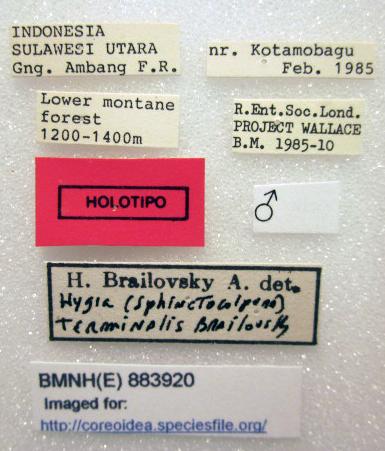 INDONESIA
SULAWESI UTARA
Gng. Ambang F.R.
nr. Kotamobagu
Feb. 1985
Lower montane
forest
1200-1400m
R.Ent.Soc.Lond.
PROJECT WALLACE
B.M. 1985-10
HOLOTIPO
♂
H. Brailovsky A. det.
Hygia (Sphinctocolpura)
terminalis Brailovsky
BMNH(E) 883920
Imaged for:
http://coreoidea.speciesfile.org/